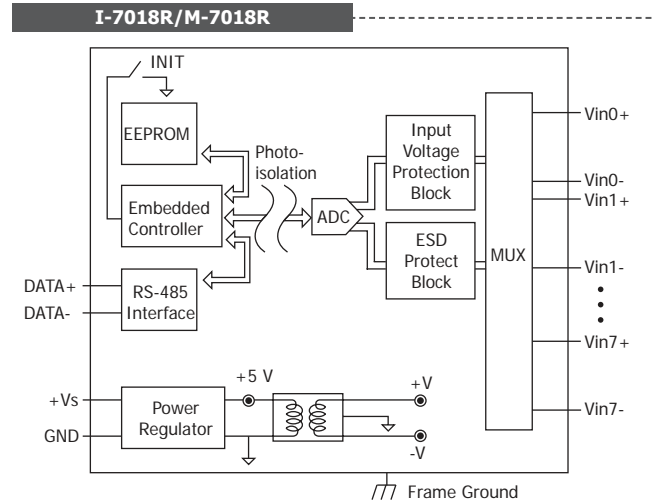 I-7018R/M-7018R
INIT
EEPROM
Photo-
isolation
Embedded
Controller
ADC
Input
Voltage
Protection
Block
ESD
Protect
Block
MUX
Vin0+
Vin0-
Vin1+
Vin1-
Vin7+
Vin7-
DATA+
DATA-
RS-485
Interface
+Vs
GND
Power
Regulator
+5 V
+V
-V
Frame Ground